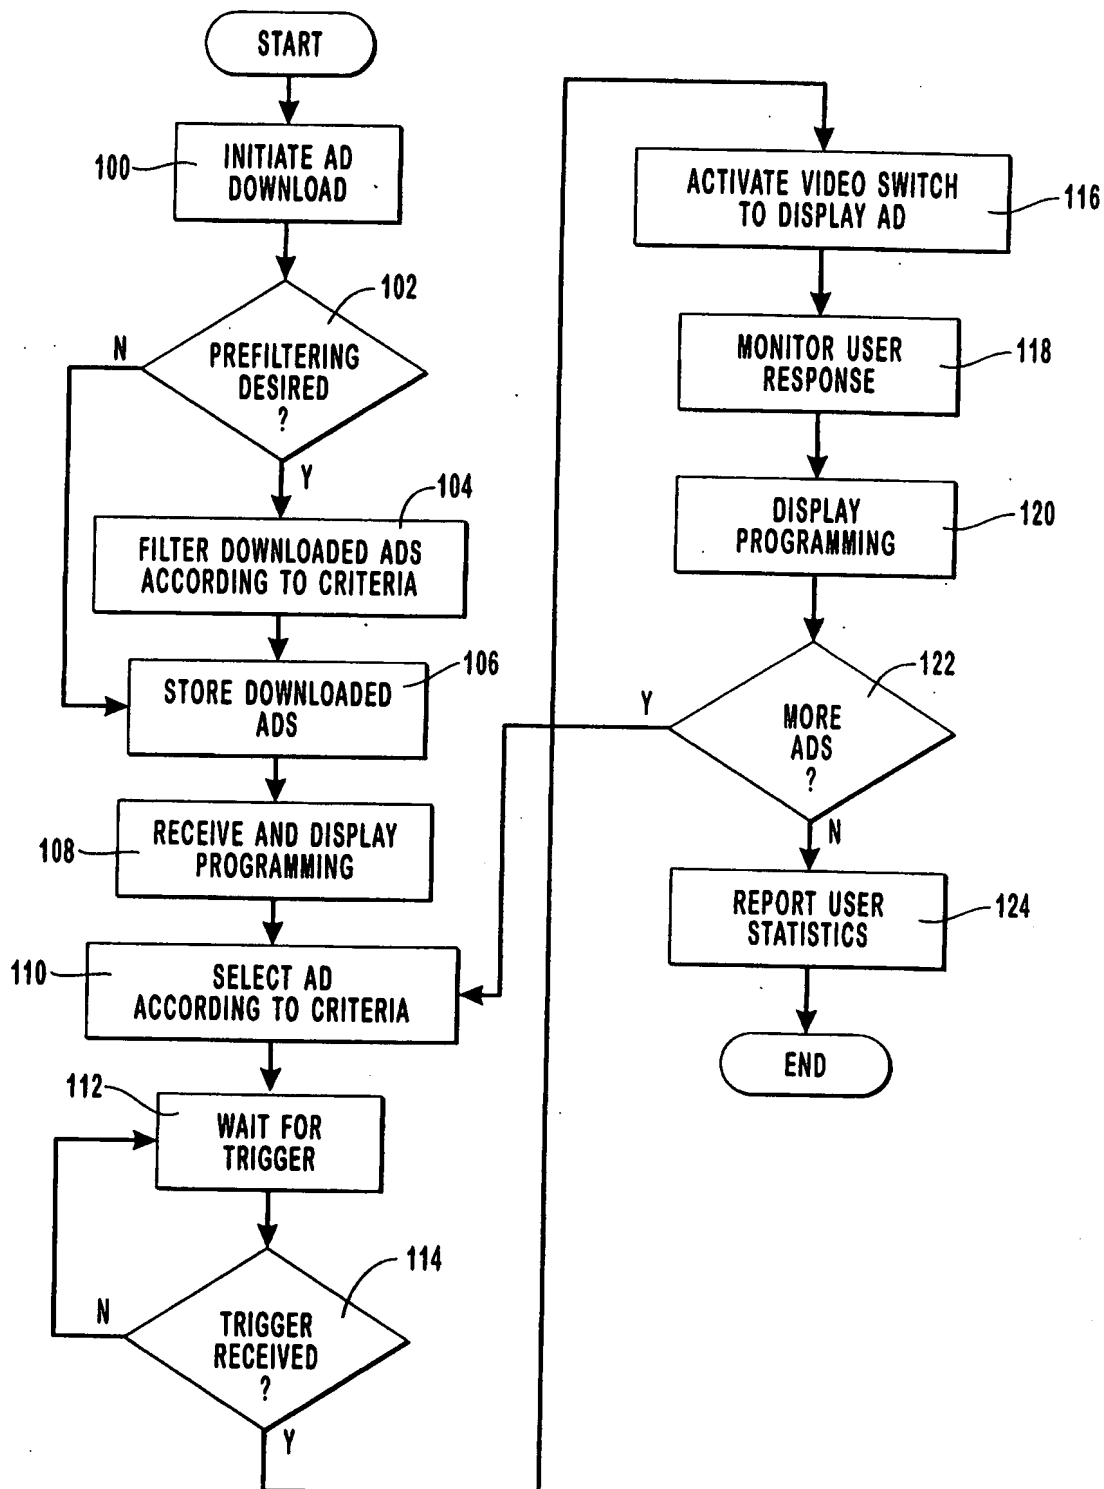 START
100
INITIATE AD
DOWNLOAD
102
N
PREFILTERING
DESIRED
?
Y
104
FILTER DOWNLOADED ADS
ACCORDING TO CRITERIA
106
STORE DOWNLOADED
ADS
108
RECEIVE AND DISPLAY
PROGRAMMING
110
SELECT AD
ACCORDING TO CRITERIA
112
WAIT FOR
TRIGGER
114
N
TRIGGER
RECEIVED
?
Y
ACTIVATE VIDEO SWITCH
TO DISPLAY AD
116
MONITOR USER
RESPONSE
118
DISPLAY
PROGRAMMING
120
122
Y
MORE
ADS
?
N
REPORT USER
STATISTICS
124
END